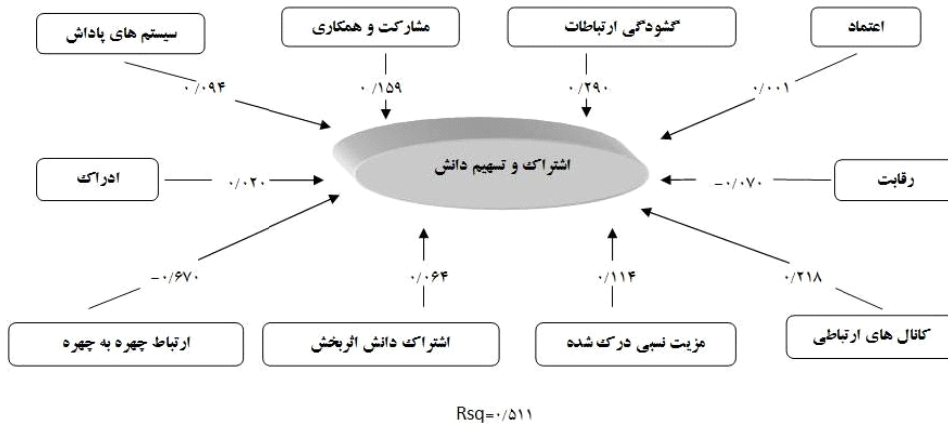 اعتماد
گشودگی ارتباطات
مشارکت و همکاری
سیستم های پاداش
۰/۰۰۱
۰/۲۹۰
۰/۱۵۹
۰/۰۹۴
اشتراک و تسهیم دانش
رقابت
-۰/۰۷۰
۰/۰۲۰
ادراک
۰/۲۱۸
۰/۱۱۴
۰/۰۶۴
-۰/۶۷۰
کانال های ارتباطی
مزیت نسبی درک شده
اشتراک دانش اثربخش
ارتباط چهره به چهره
Rsq=۰/۵۱۱